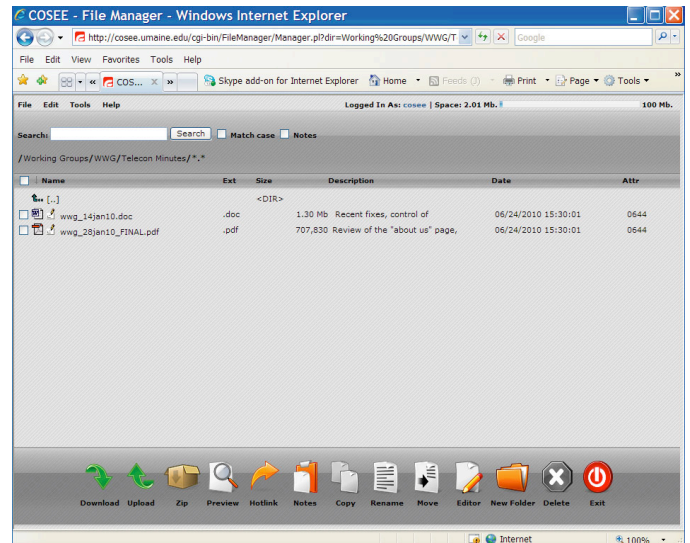 COSEE - File Manager - Windows Internet Explorer
http://cosee.umaine.edu/cgi-bin/FileManager/Manager.pl?dir=Working%20Groups/WWG/T Google
File Edit View Favorites Tools Help
COS... Skype add-on for Internet Explorer Home Feeds (J) Print Page Tools
File Edit Tools Help Logged In As: cosee | Space: 2.01 Mb. 100 Mb.
Search: Search Match case Notes
/Working Groups/WWG/Telecon Minutes/*.*
Name Ext Size Description Date Attr
[..] <DIR>
wwg_14jan10.doc .doc 1.30 Mb Recent fixes, control of 06/24/2010 15:30:01 0644
wwg_28jan10_FINAL.pdf .pdf 707,830 Review of the "about us" page, 06/24/2010 15:30:01 0644
Download Upload Zip Preview Hotlink Notes Copy Rename Move Editor New Folder Delete Exit
Internet 100%